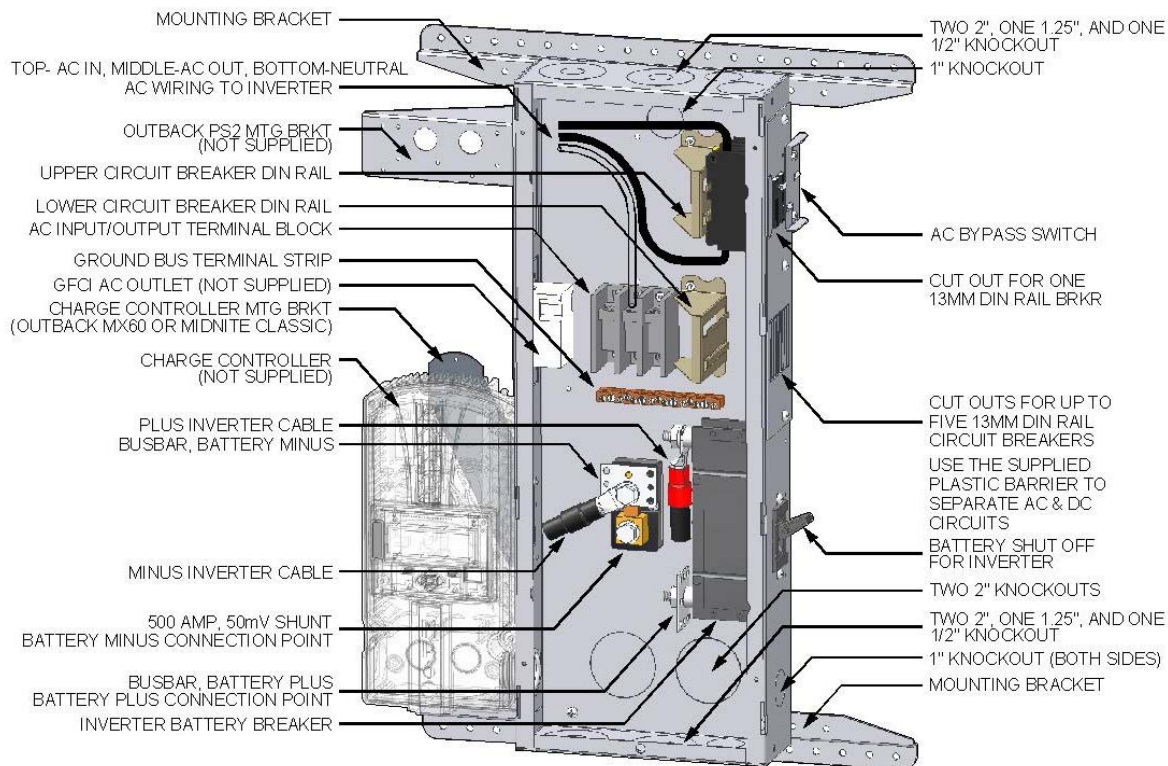 MOUNTING BRACKET
TOP- AC IN, MIDDLE-AC OUT, BOTTOM-NEUTRAL
AC WIRING TO INVERTER
OUTBACK PS2 MTG BRKT
(NOT SUPPLIED)
UPPER CIRCUIT BREAKER DIN RAIL
LOWER CIRCUIT BREAKER DIN RAIL
AC INPUT/OUTPUT TERMINAL BLOCK
GROUND BUS TERMINAL STRIP
GFCI AC OUTLET (NOT SUPPLIED)
CHARGE CONTROLLER MTG BRKT
(OUTBACK MX60 OR MIDNITE CLASSIC)
CHARGE CONTROLLER
(NOT SUPPLIED)
PLUS INVERTER CABLE
BUSBAR, BATTERY MINUS
MINUS INVERTER CABLE
500 AMP, 50mV SHUNT
BATTERY MINUS CONNECTION POINT
BUSBAR, BATTERY PLUS
BATTERY PLUS CONNECTION POINT
INVERTER BATTERY BREAKER
TWO 2", ONE 1.25", AND ONE
1/2" KNOCKOUT
1" KNOCKOUT
AC BYPASS SWITCH
CUT OUT FOR ONE
13MM DIN RAIL BRKR
CUT OUTS FOR UP TO
FIVE 13MM DIN RAIL
CIRCUIT BREAKERS
USE THE SUPPLIED
PLASTIC BARRIER TO
SEPARATE AC & DC
CIRCUITS
BATTERY SHUT OFF
FOR INVERTER
TWO 2" KNOCKOUTS
TWO 2", ONE 1.25", AND ONE
1/2" KNOCKOUT
1" KNOCKOUT (BOTH SIDES)
MOUNTING BRACKET